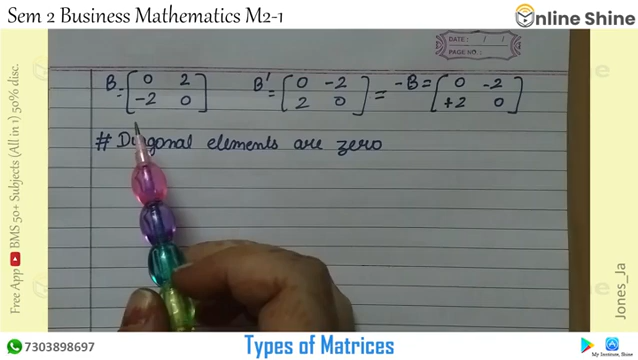 Sem 2 Business Mathematics M2-1
Online Shine
DATE: / /
PAGE NO:
B = [ 0 2 ] B' = [ 0 -2 ] = -B = [ 0 -2 ]
[ -2 0 ] [ 2 0 ] [ +2 0 ]
# Diagonal elements are zero
Free App BMS 50+ Subjects (All in 1) 50% disc.
Jones_Ja
7303898697
Types of Matrices
My Institute, Shine